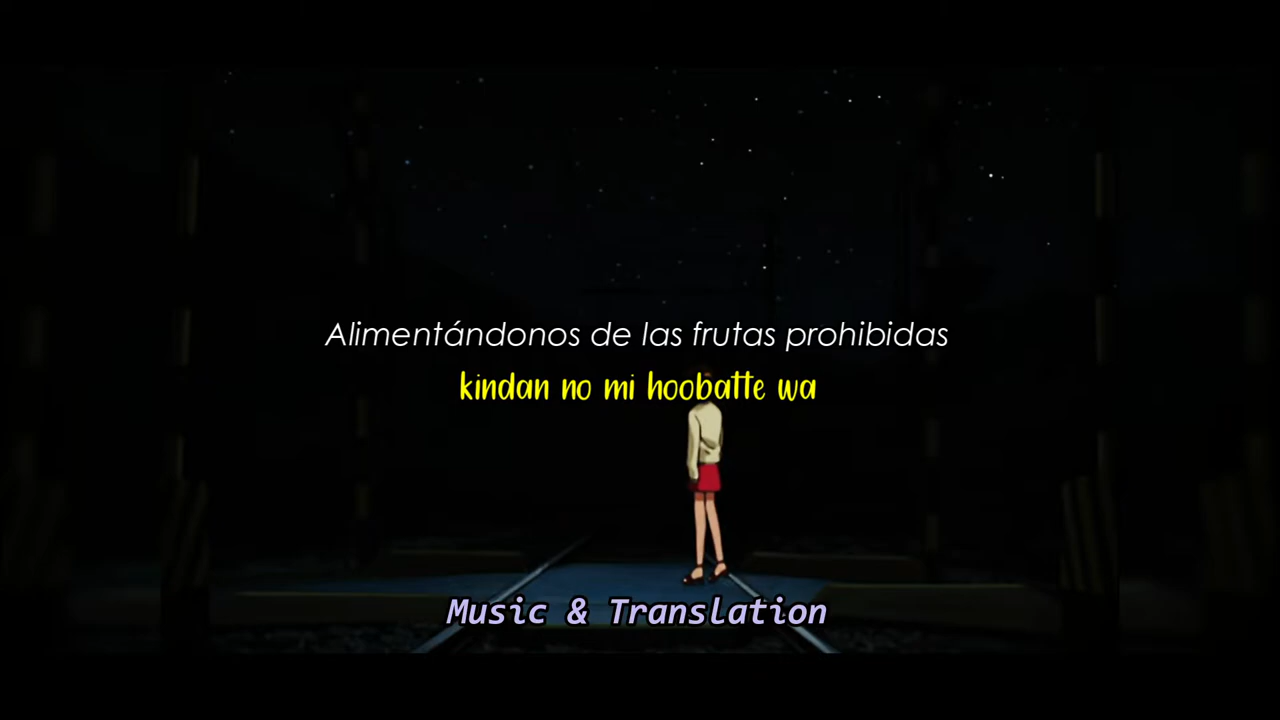 Alimentándonos de las frutas prohibidas
kindan no mi hoobatte wa
Music & Translation